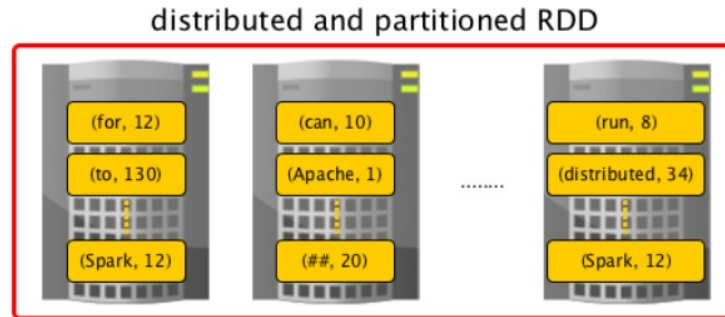 distributed and partitioned RDD
(for, 12)
(to, 130)
(Spark, 12)
(can, 10)
(Apache, 1)
(##, 20)
........
(run, 8)
(distributed, 34)
(Spark, 12)